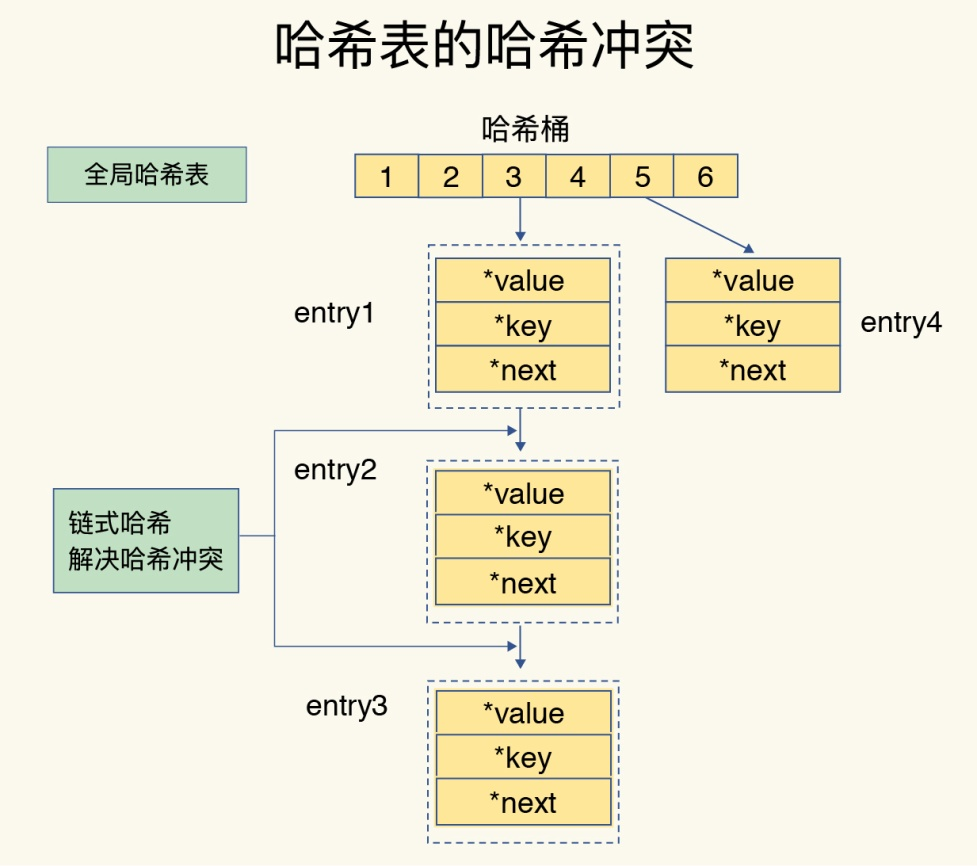 哈希表的哈希冲突
哈希桶
全局哈希表
1 2 3 4 5 6
entry1
*value
*key
*next
*value
*key
*next
entry4
entry2
*value
*key
*next
链式哈希
解决哈希冲突
entry3
*value
*key
*next